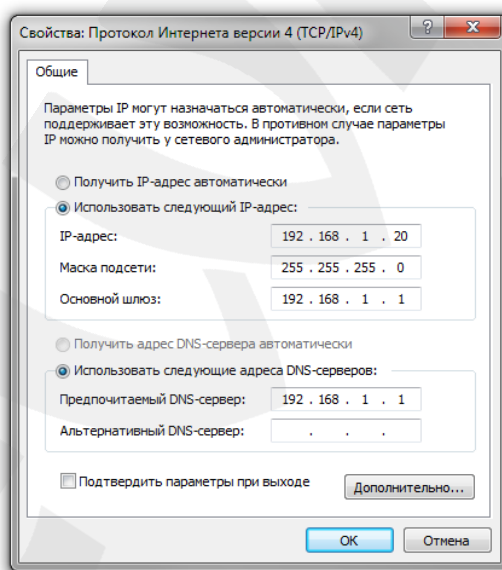 Свойства: Протокол Интернета версии 4 (TCP/IPv4)
Общие
Параметры IP могут назначаться автоматически, если сеть
поддерживает эту возможность. В противном случае параметры
IP можно получить у сетевого администратора.
Получить IP-адрес автоматически
Использовать следующий IP-адрес:
IP-адрес: 192 . 168 . 1 . 20
Маска подсети: 255 . 255 . 255 . 0
Основной шлюз: 192 . 168 . 1 . 1
Получить адрес DNS-сервера автоматически
Использовать следующие адреса DNS-серверов:
Предпочитаемый DNS-сервер: 192 . 168 . 1 . 1
Альтернативный DNS-сервер: . . .
Подтвердить параметры при выходе
Дополнительно...
ОК Отмена